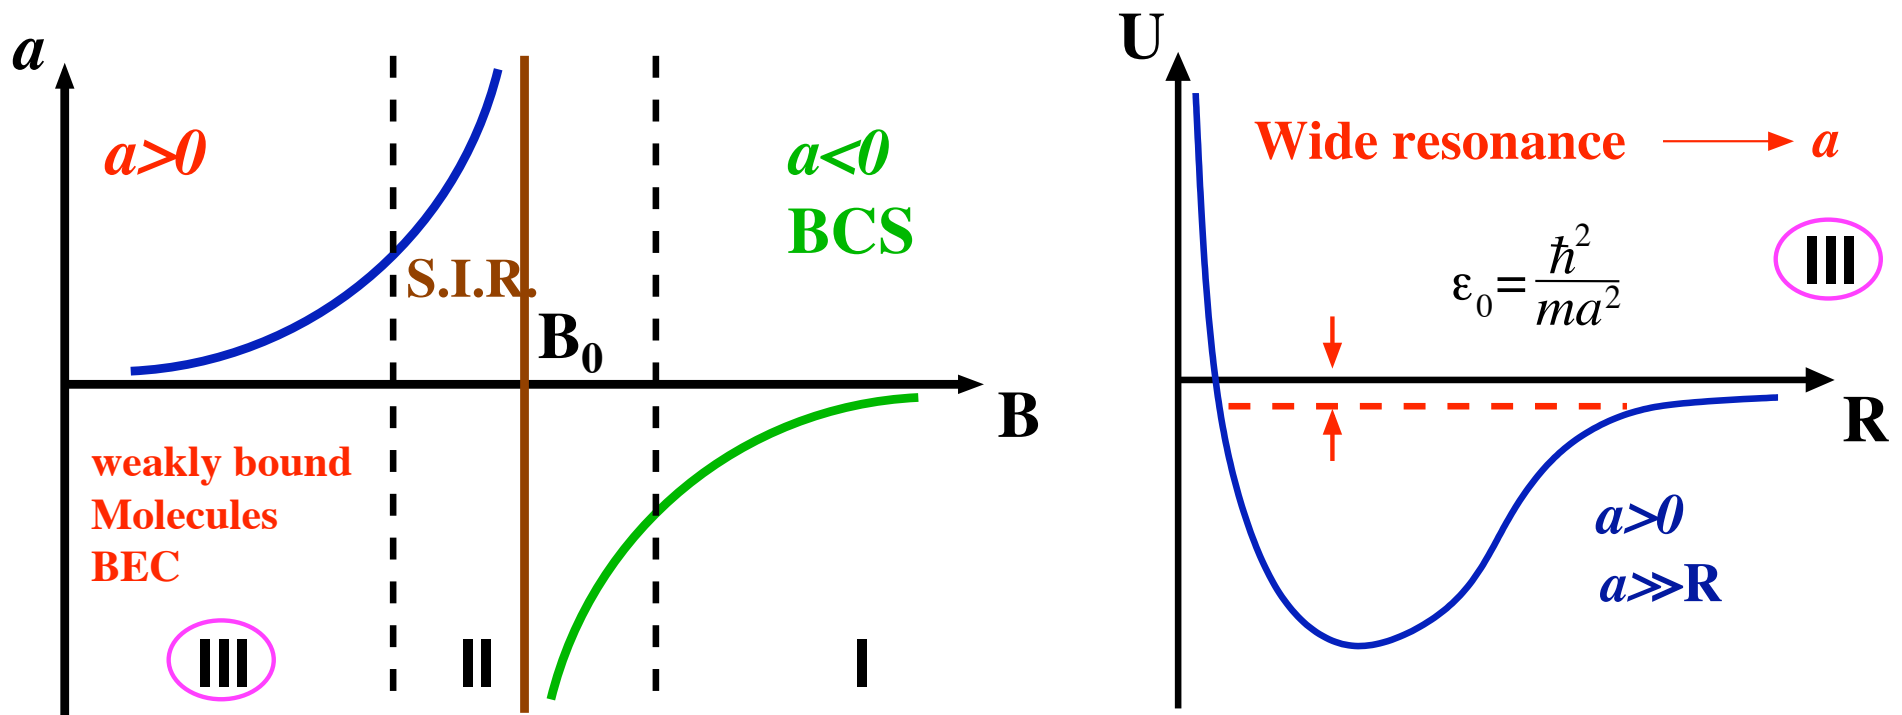 a
a>0
a<0
BCS
S.I.R.
B₀
B
weakly bound
Molecules
BEC
III
II
I
U
Wide resonance → a
ε₀=ħ²/ma²
III
R
a>0
a≫R